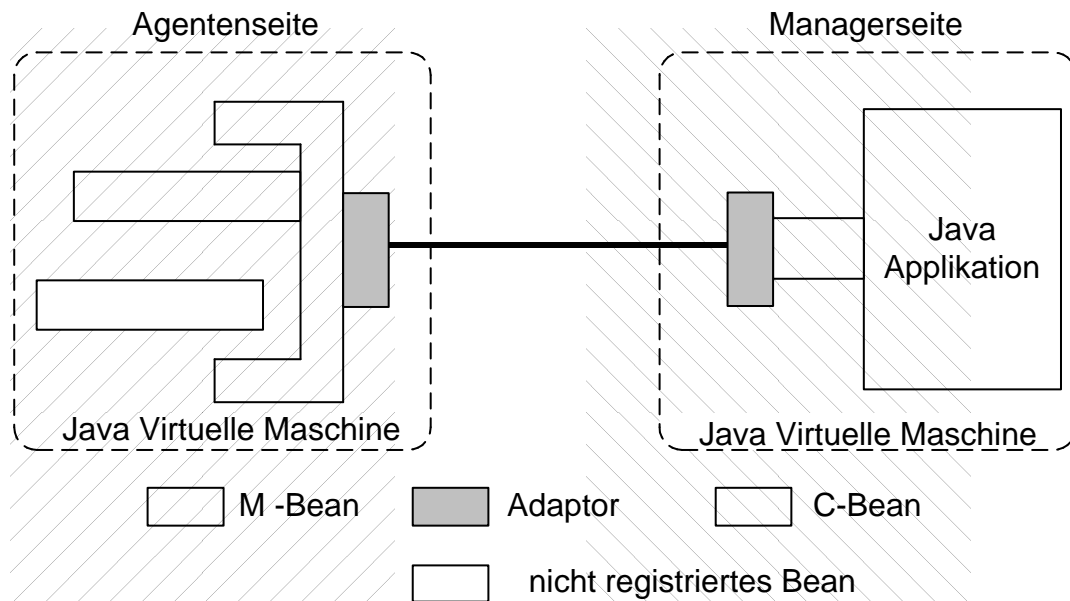 Agentenseite
Managerseite
Java
Applikation
Java Virtuelle Maschine
Java Virtuelle Maschine
M -Bean
Adaptor
C-Bean
nicht registriertes Bean